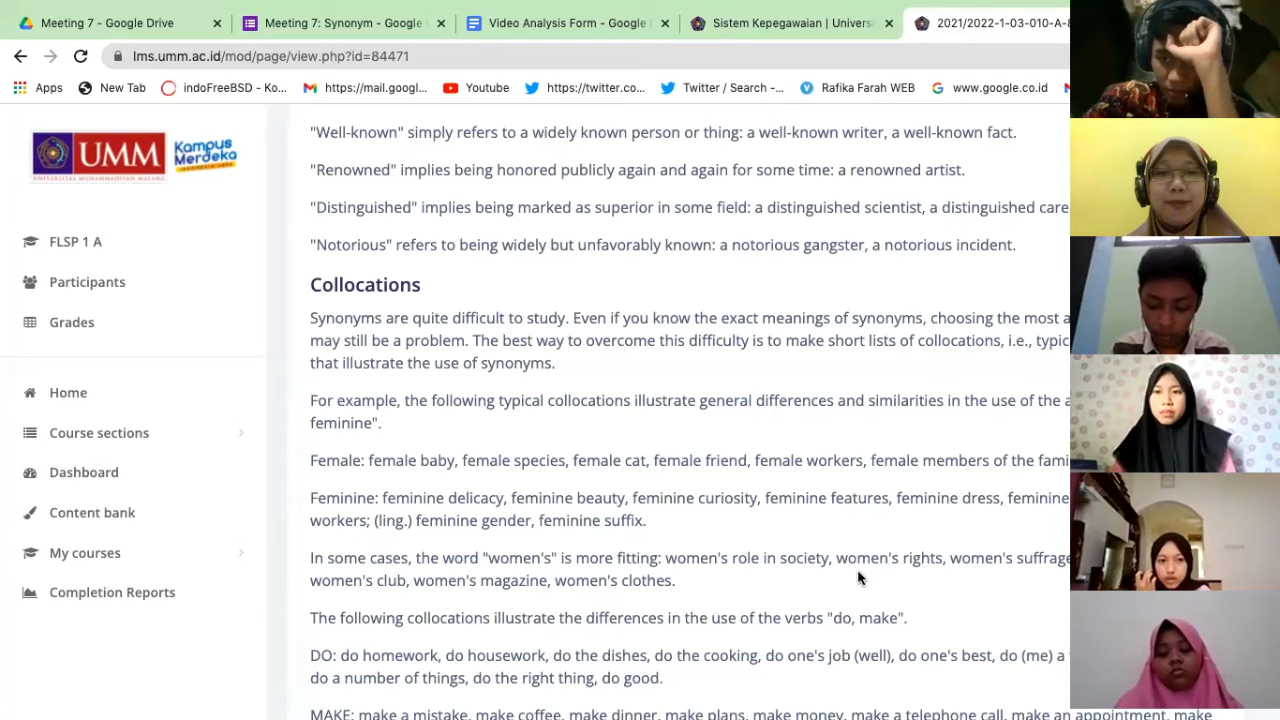 Meeting 7 - Google Drive
Meeting 7: Synonym - Google
Video Analysis Form - Google
Sistem Kepegawaian | Univers
2021/2022-1-03-010-A-8
lms.umm.ac.id/mod/page/view.php?id=84471
Apps New Tab indoFreeBSD - Ko... https://mail.googl... Youtube https://twitter.co... Twitter / Search -... Rafika Farah WEB www.google.co.id
UMM
UNIVERSITAS MUHAMMADIYAH MALANG
Kampus
Merdeka
FLSP 1 A
Participants
Grades
Home
Course sections
Dashboard
Content bank
My courses
Completion Reports
"Well-known" simply refers to a widely known person or thing: a well-known writer, a well-known fact.
"Renowned" implies being honored publicly again and again for some time: a renowned artist.
"Distinguished" implies being marked as superior in some field: a distinguished scientist, a distinguished care
"Notorious" refers to being widely but unfavorably known: a notorious gangster, a notorious incident.
Collocations
Synonyms are quite difficult to study. Even if you know the exact meanings of synonyms, choosing the most a
may still be a problem. The best way to overcome this difficulty is to make short lists of collocations, i.e., typic
that illustrate the use of synonyms.
For example, the following typical collocations illustrate general differences and similarities in the use of the a
feminine".
Female: female baby, female species, female cat, female friend, female workers, female members of the fami
Feminine: feminine delicacy, feminine beauty, feminine curiosity, feminine features, feminine dress, feminine
workers; (ling.) feminine gender, feminine suffix.
In some cases, the word "women's" is more fitting: women's role in society, women's rights, women's suffrage
women's club, women's magazine, women's clothes.
The following collocations illustrate the differences in the use of the verbs "do, make".
DO: do homework, do housework, do the dishes, do the cooking, do one's job (well), do one's best, do (me) a
do a number of things, do the right thing, do good.
MAKE: make a mistake, make coffee, make dinner, make plans, make money, make a telephone call, make an appointment, make